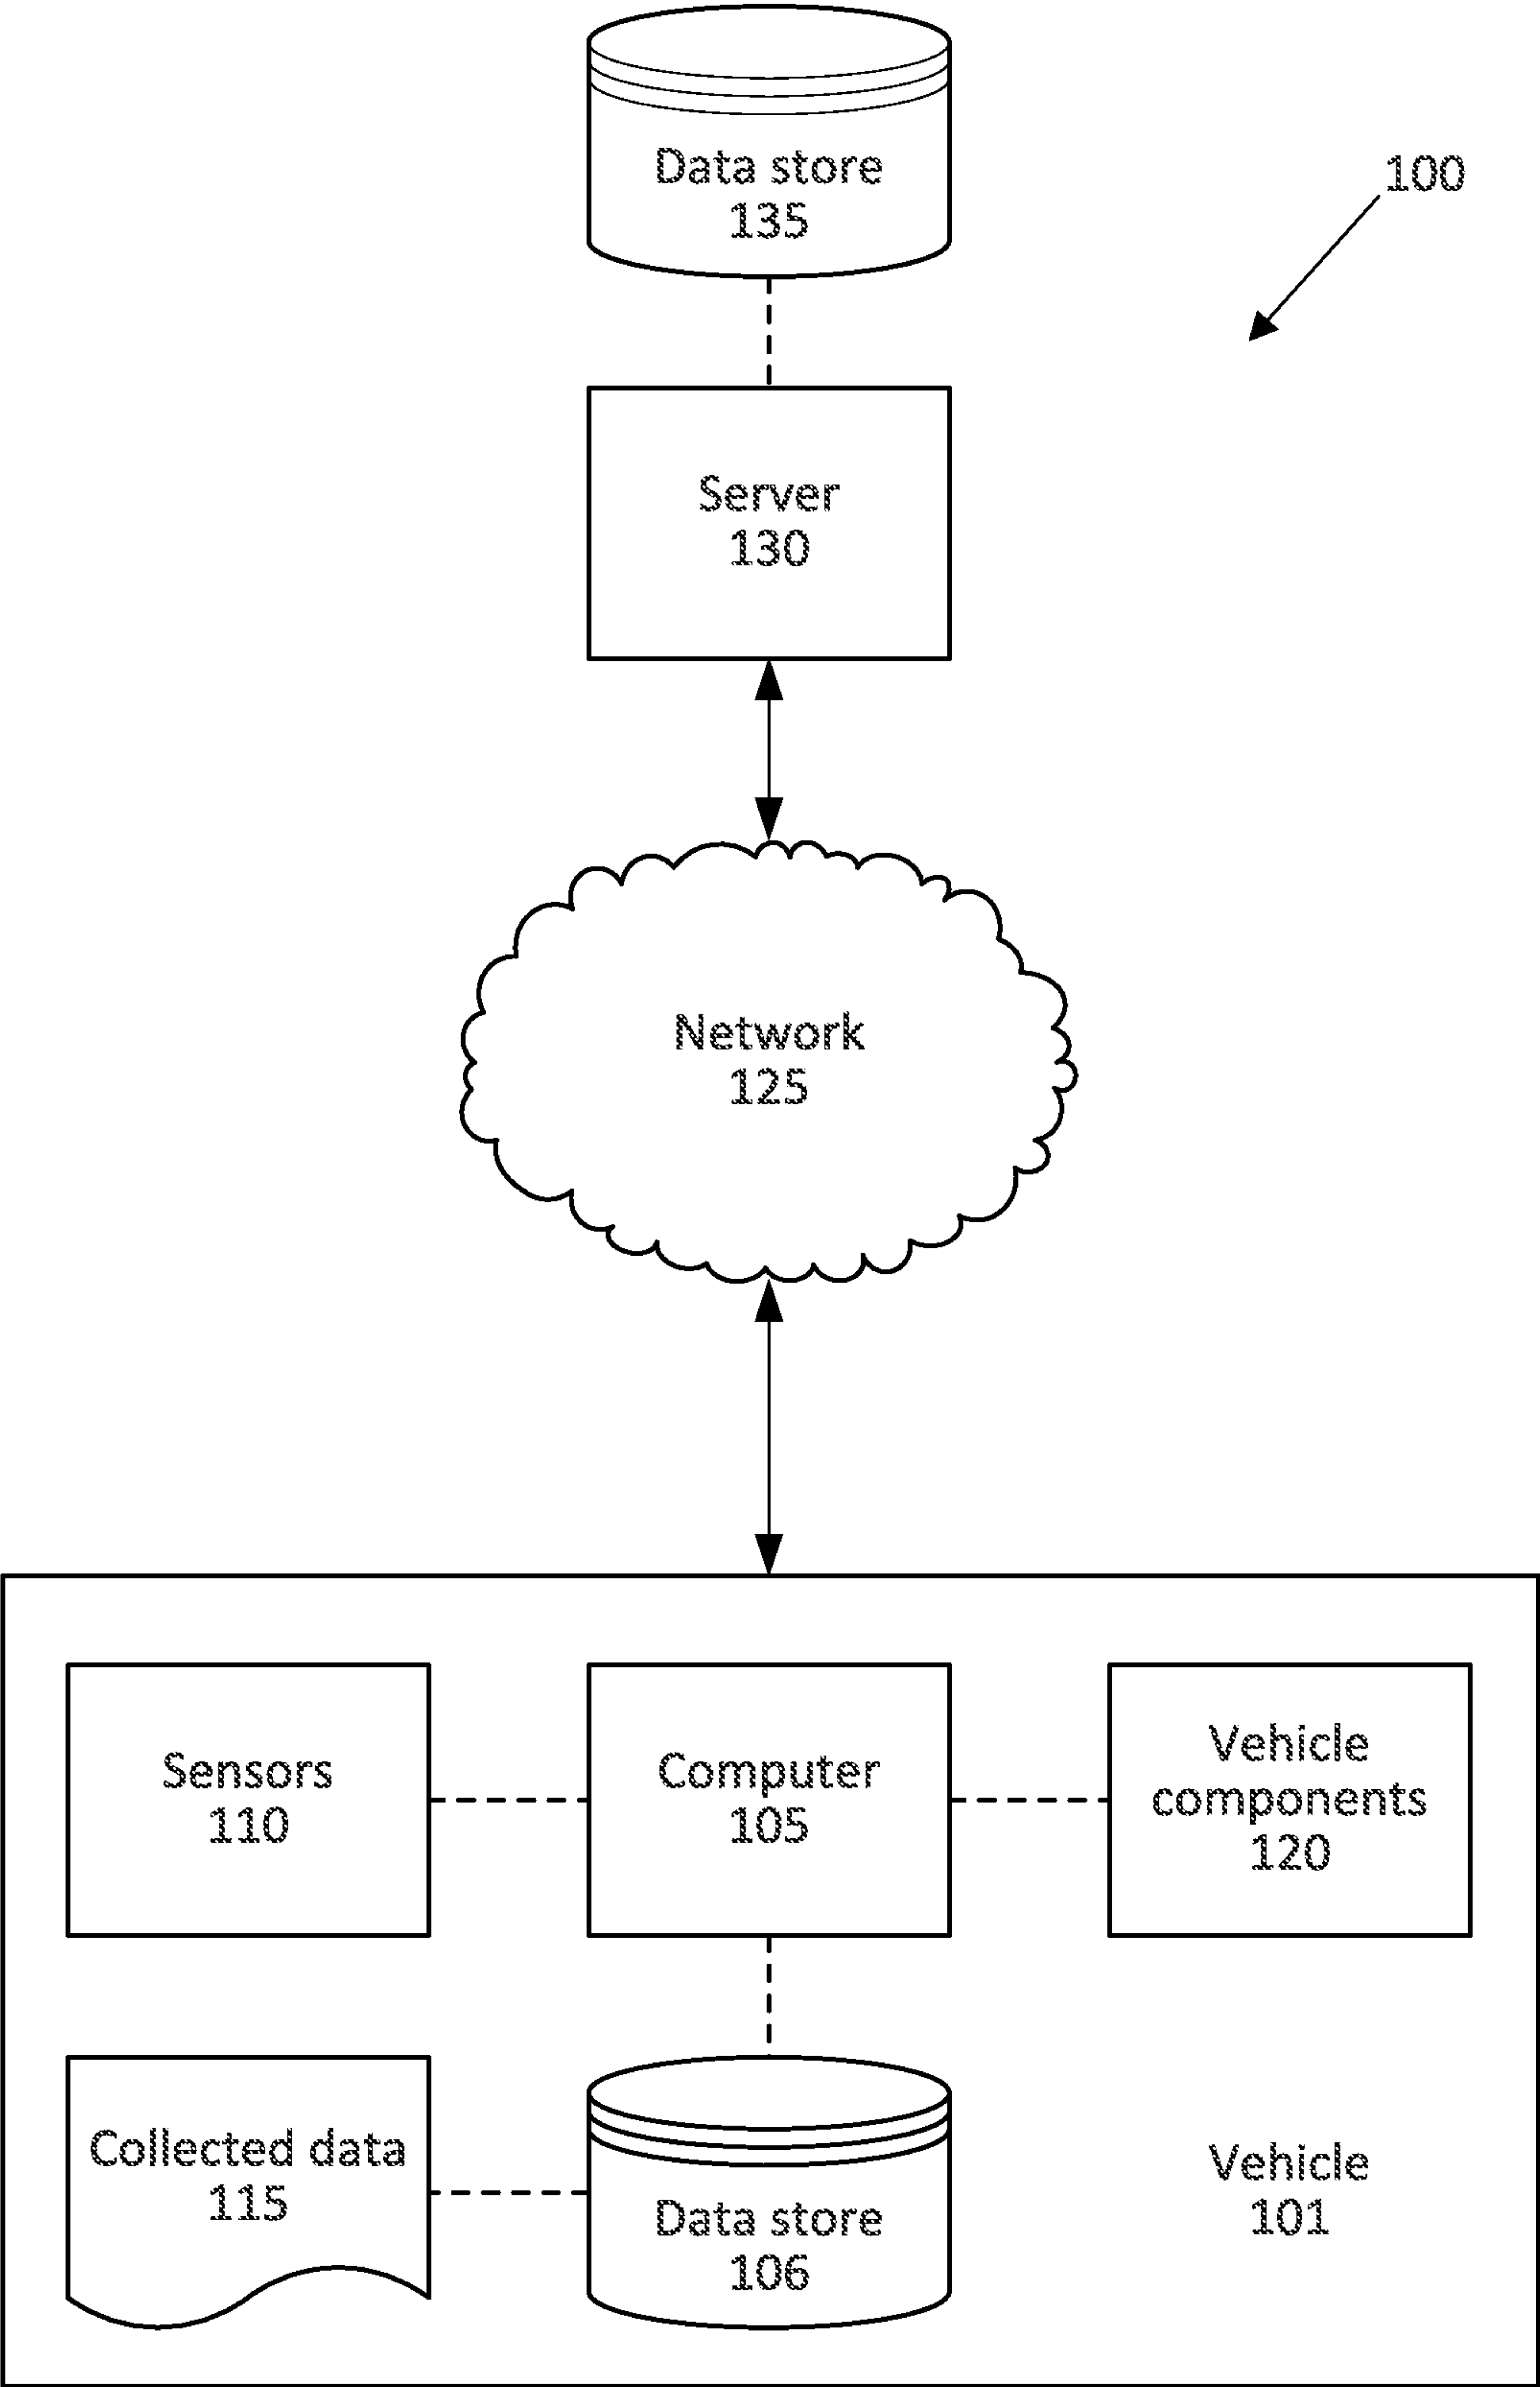 Data store
135
100
Server
130
Network
125
Sensors
110
Computer
105
Vehicle
components
120
Collected data
115
Data store
106
Vehicle
101